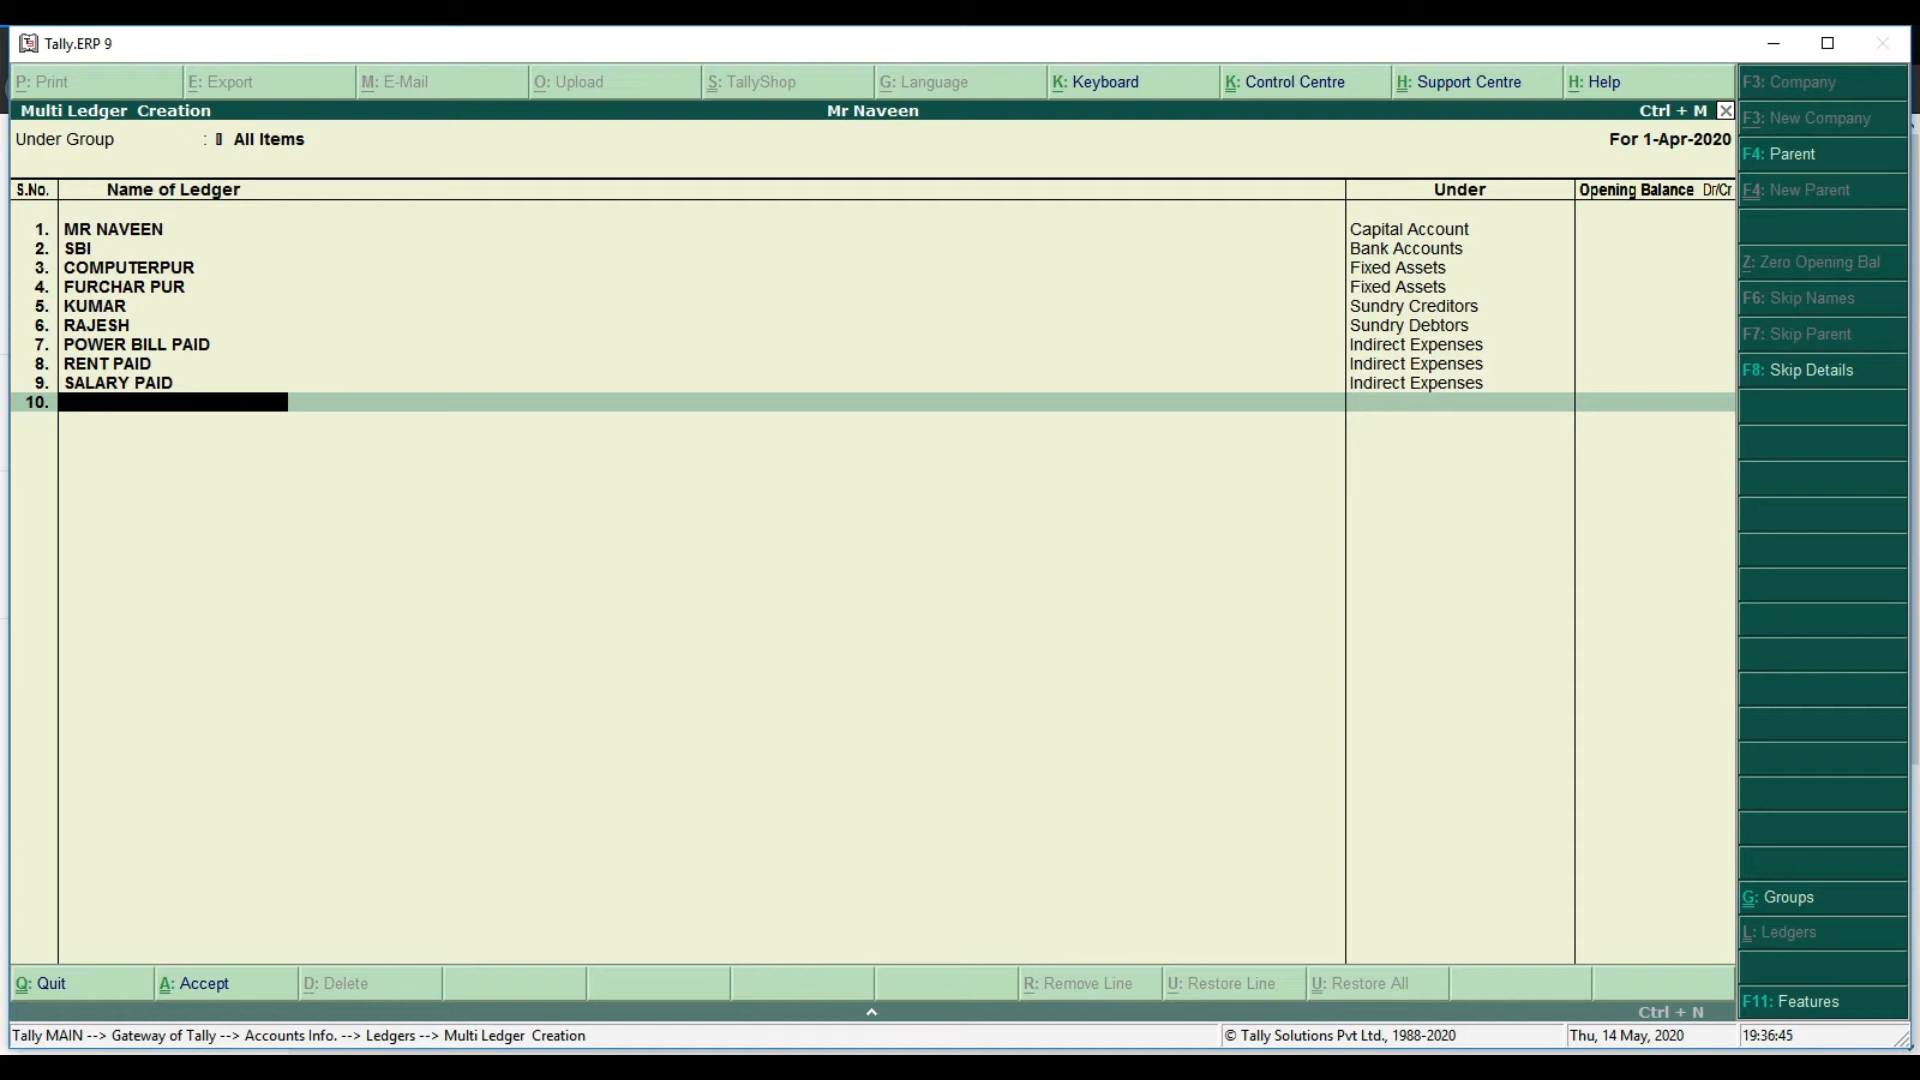 Tally.ERP 9
P: Print E: Export M: E-Mail O: Upload S: TallyShop G: Language K: Keyboard K: Control Centre H: Support Centre H: Help
Multi Ledger Creation Mr Naveen Ctrl + M
Under Group : All Items For 1-Apr-2020
S.No. Name of Ledger Under Opening Balance Dr/Cr
1. MR NAVEEN Capital Account
2. SBI Bank Accounts
3. COMPUTERPUR Fixed Assets
4. FURCHAR PUR Fixed Assets
5. KUMAR Sundry Creditors
6. RAJESH Sundry Debtors
7. POWER BILL PAID Indirect Expenses
8. RENT PAID Indirect Expenses
9. SALARY PAID Indirect Expenses
10.
F3: Company
F3: New Company
F4: Parent
F4: New Parent
Z: Zero Opening Bal
F6: Skip Names
F7: Skip Parent
F8: Skip Details
G: Groups
L: Ledgers
F11: Features
Q: Quit A: Accept D: Delete R: Remove Line U: Restore Line U: Restore All
Ctrl + N
Tally MAIN --> Gateway of Tally --> Accounts Info. --> Ledgers --> Multi Ledger Creation © Tally Solutions Pvt Ltd., 1988-2020 Thu, 14 May, 2020 19:36:45